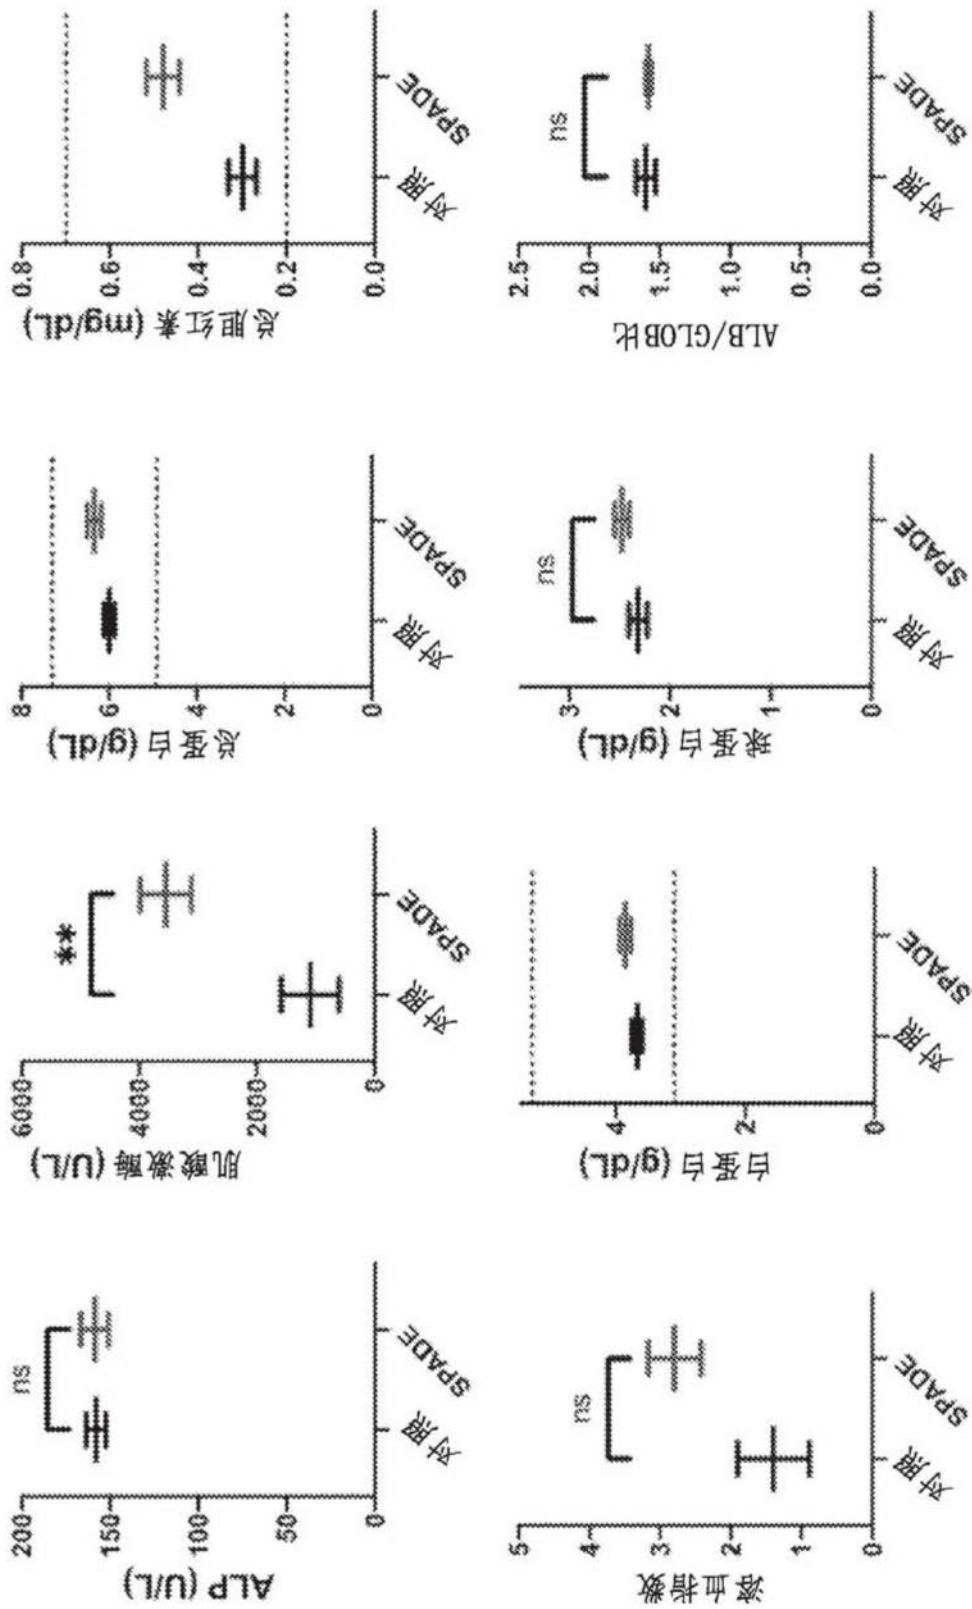 ALP (U/L)
200
150
100
50
0
ns
对照
SPADE
肌酸激酶 (U/L)
6000
4000
2000
0
**
对照
SPADE
总蛋白 (g/dL)
8
6
4
2
0
对照
SPADE
总胆红素 (mg/dL)
0.8
0.6
0.4
0.2
0.0
对照
SPADE
溶血指数
5
4
3
2
1
0
ns
对照
SPADE
白蛋白 (g/dL)
4
2
0
对照
SPADE
球蛋白 (g/dL)
3
2
1
0
ns
对照
SPADE
ALB/GLOB比
2.5
2.0
1.5
1.0
0.5
0.0
ns
对照
SPADE